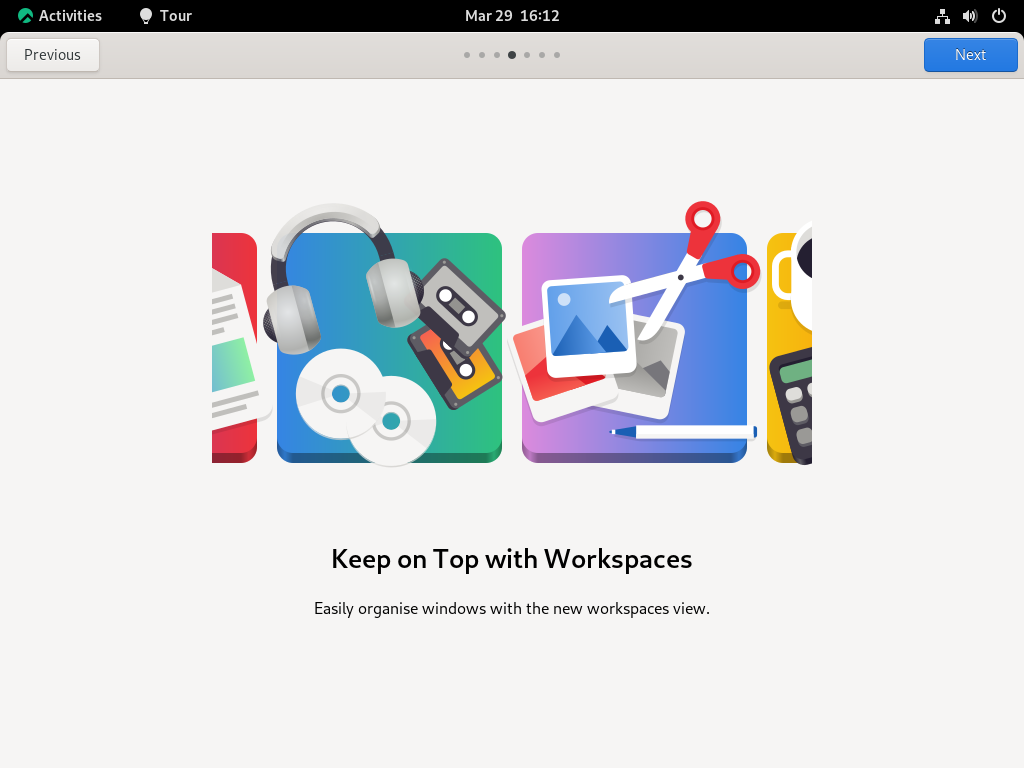 Activities
Tour
Mar 29  16:12
Previous
Next
Keep on Top with Workspaces
Easily organise windows with the new workspaces view.